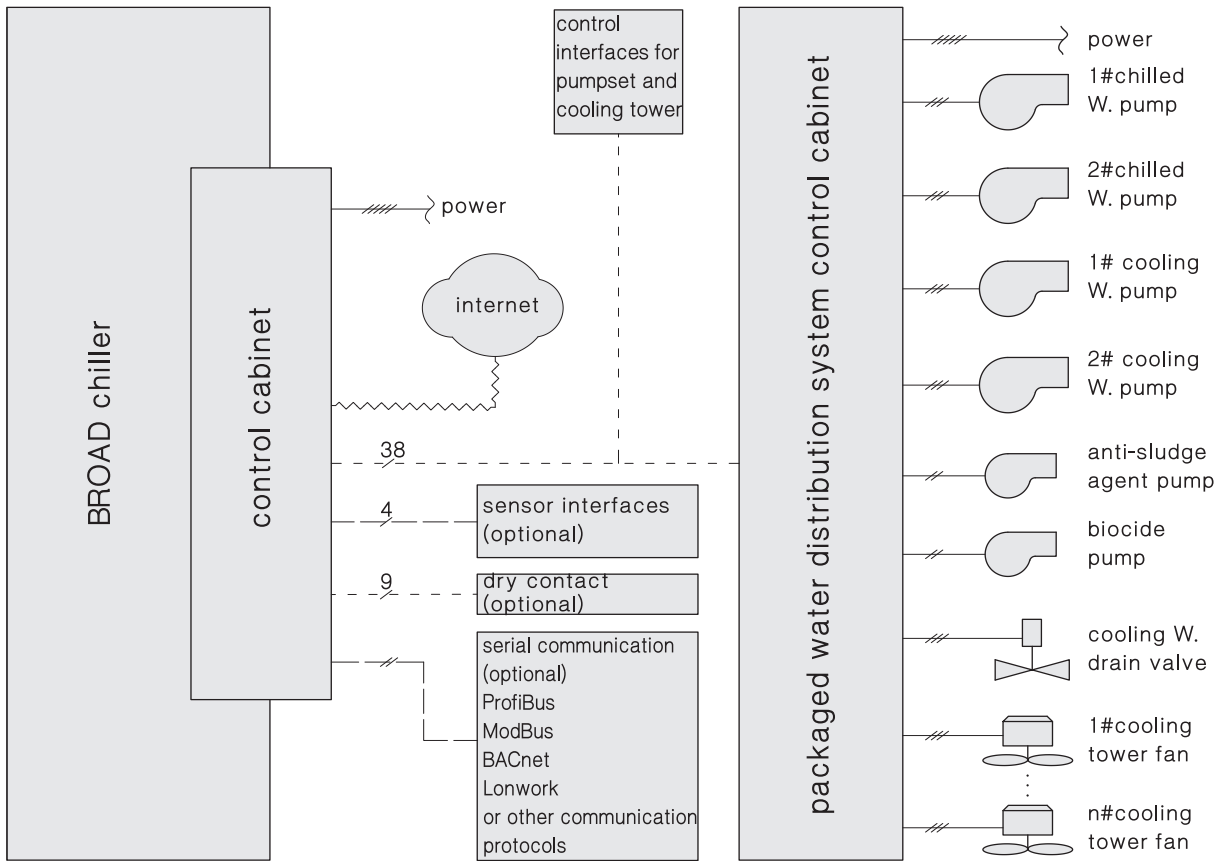 BROAD chiller
control cabinet
power
internet
38
4
9
control
interfaces for
pumpset and
cooling tower
sensor interfaces
(optional)
dry contact
(optional)
serial communication
(optional)
ProfiBus
ModBus
BACnet
Lonwork
or other communication
protocols
packaged water distribution system control cabinet
power
1#chilled
W. pump
2#chilled
W. pump
1# cooling
W. pump
2# cooling
W. pump
anti-sludge
agent pump
biocide
pump
cooling W.
drain valve
1#cooling
tower fan
n#cooling
tower fan